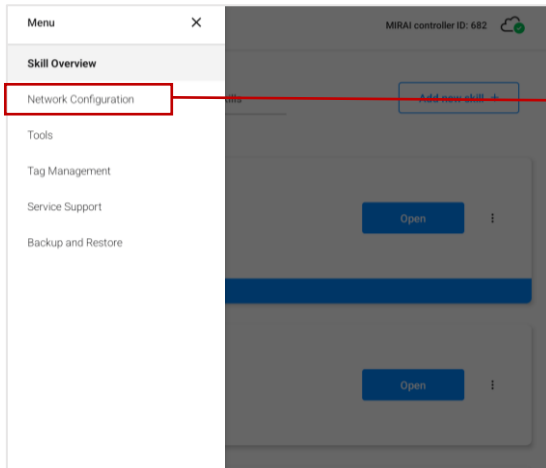 Menu
MIRAI controller ID: 682
Skill Overview
Network Configuration
kills
Add new skill +
Tools
Tag Management
Service Support
Open
Backup and Restore
Open